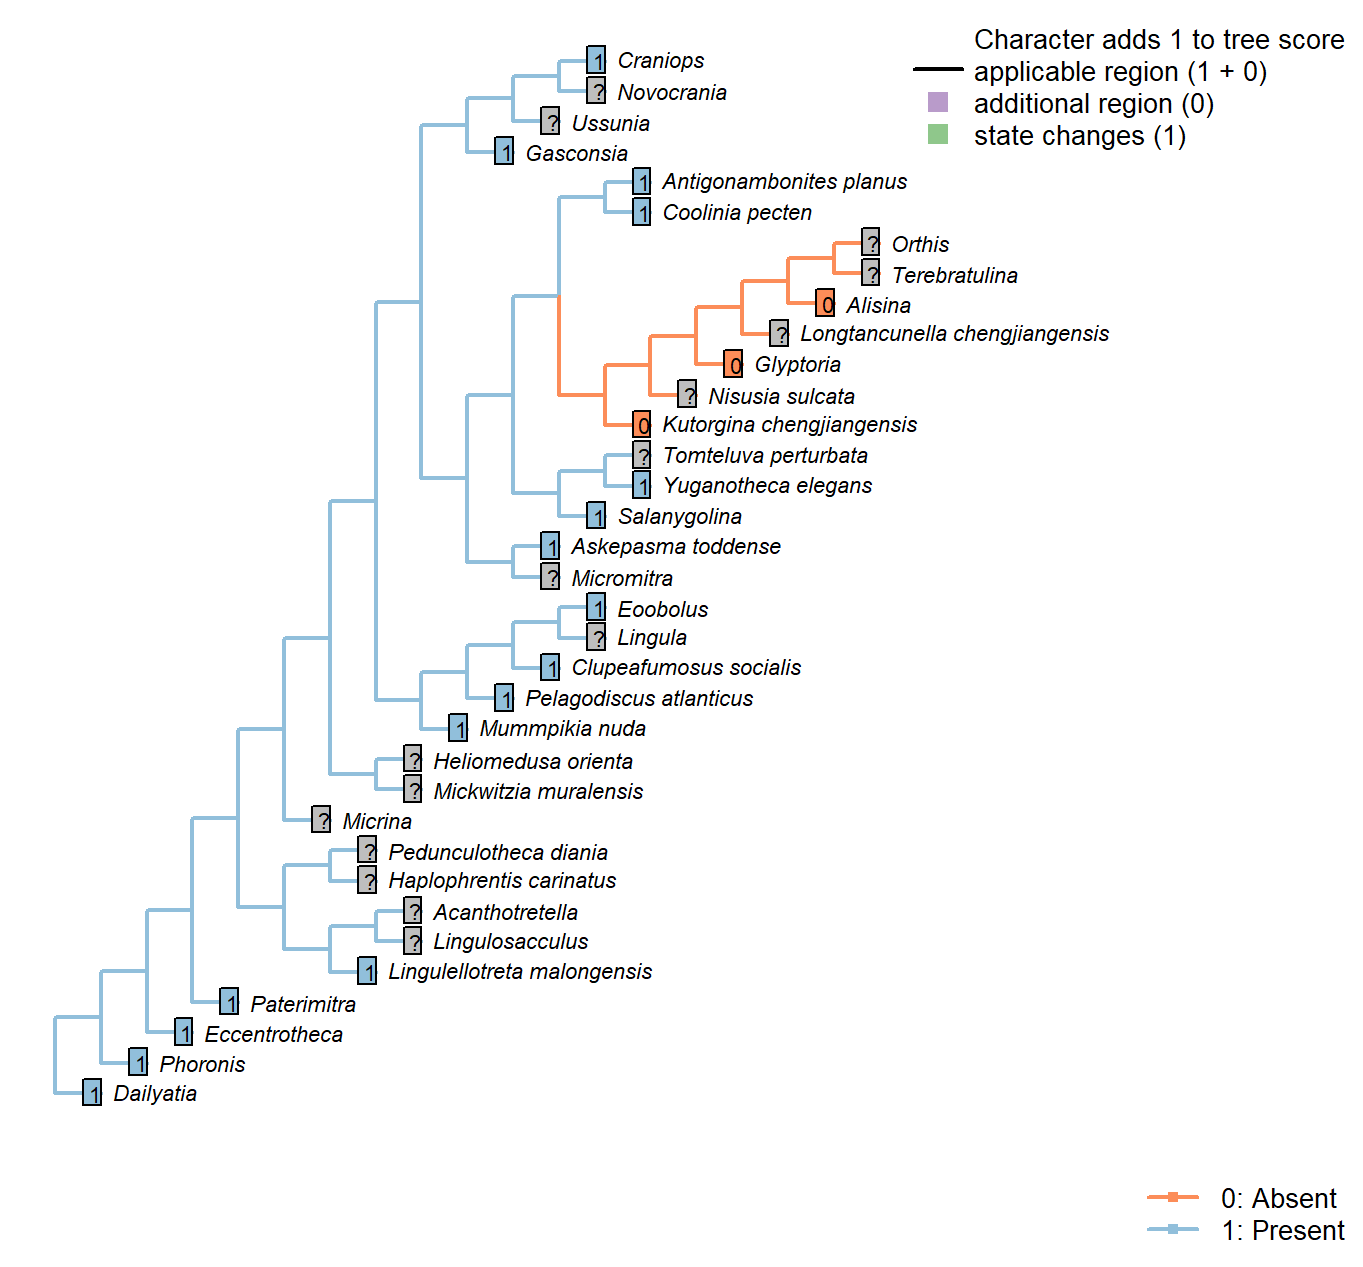 Character adds 1 to tree score
applicable region (1 + 0)
additional region (0)
state changes (1)
1 Craniops
? Novocrania
? Ussunia
1 Gasconsia
1 Antigonambonites planus
1 Coolinia pecten
? Orthis
? Terebratulina
0 Alisina
? Longtancunella chengjiangensis
0 Glyptoria
? Nisusia sulcata
0 Kutorgina chengjiangensis
? Tomteluva perturbata
1 Yuganotheca elegans
1 Salanygolina
1 Askepasma toddense
? Micromitra
1 Eoobolus
? Lingula
1 Clupeafumosus socialis
1 Pelagodiscus atlanticus
1 Mummpikia nuda
? Heliomedusa orienta
? Mickwitzia muralensis
? Micrina
? Pedunculotheca diania
? Haplophrentis carinatus
? Acanthotretella
? Lingulosacculus
1 Lingulellotreta malongensis
1 Paterimitra
1 Eccentrotheca
1 Phoronis
1 Dailyatia
0: Absent
1: Present